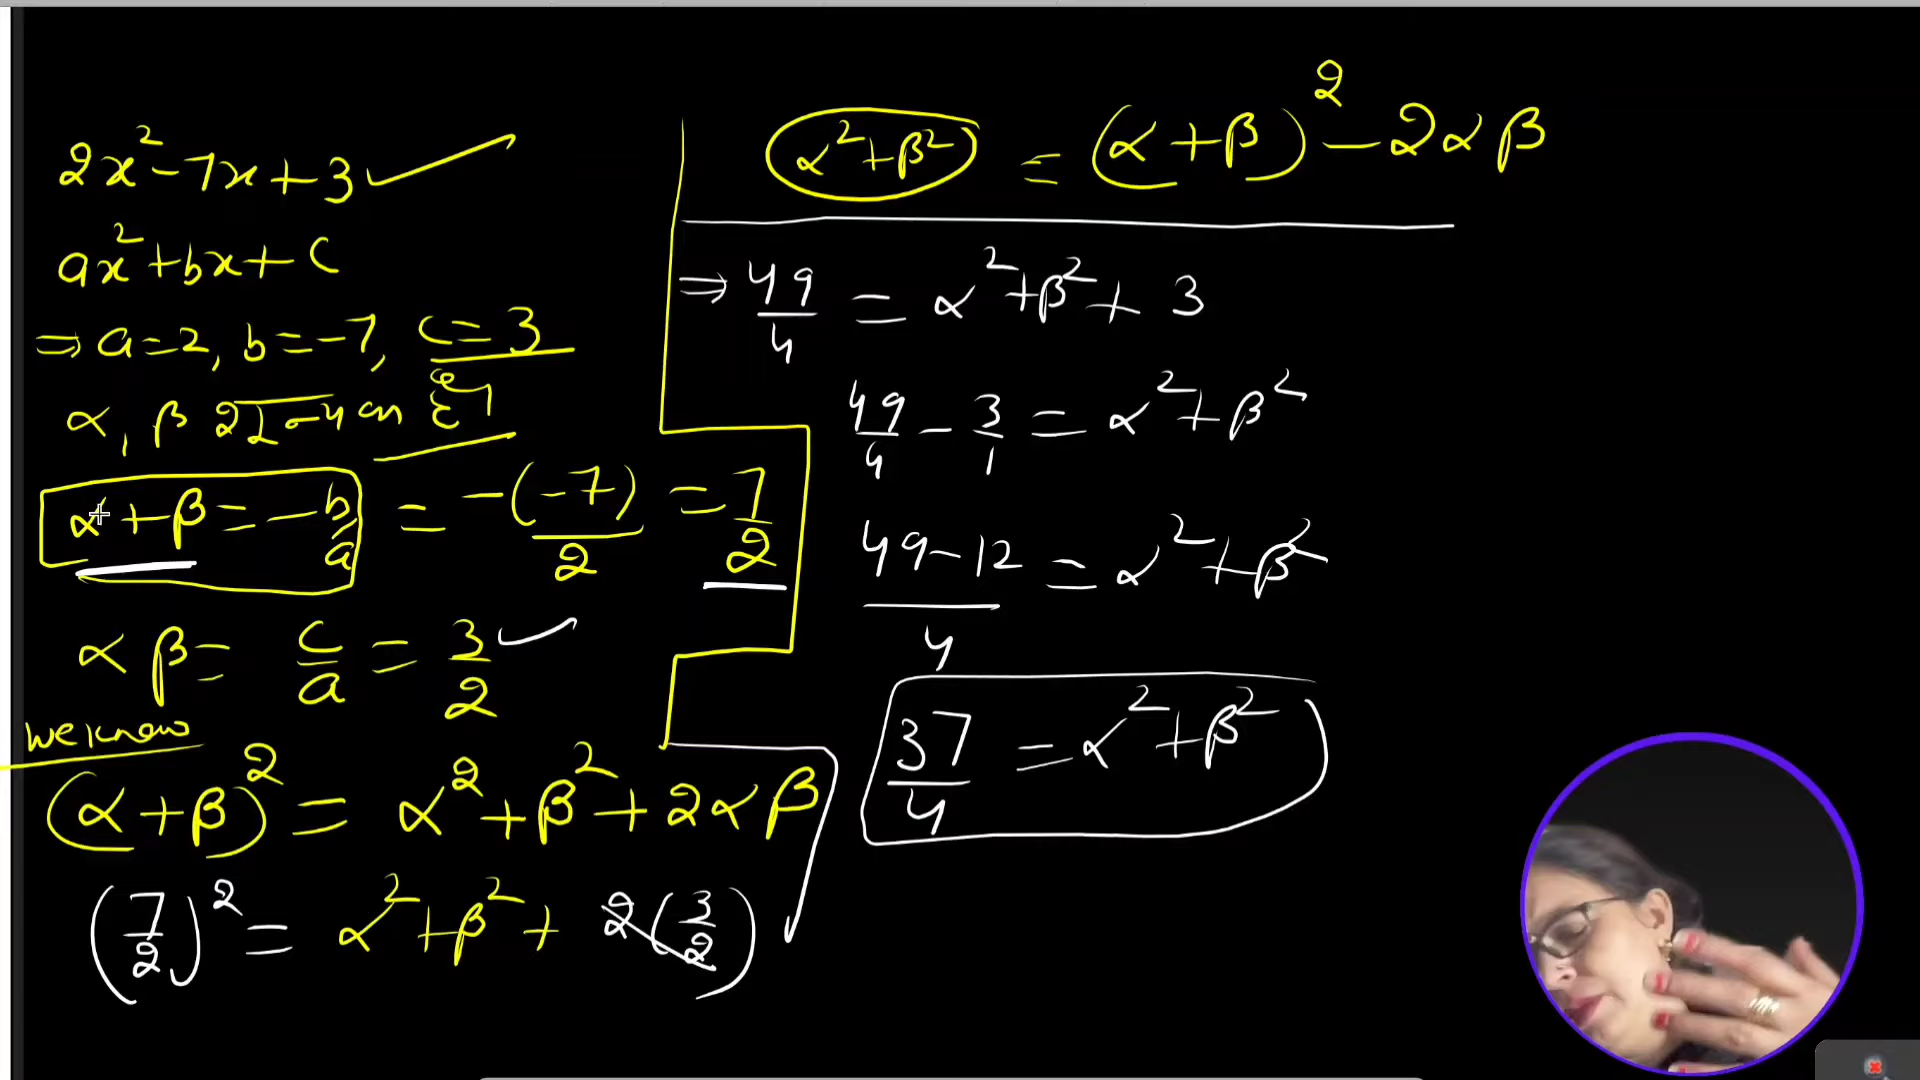 2x² - 7x + 3
ax² + bx + c
⇒ a = 2, b = -7, c = 3
α, β
α + β = -b/a = -(-7)/2 = 7/2
αβ = c/a = 3/2
we know
(α + β)² = α² + β² + 2αβ
(7/2)² = α² + β² + 2(3/2)
α² + β² = (α + β)² - 2αβ
⇒ 49/4 = α² + β² + 3
49/4 - 3/1 = α² + β²
49-12/4 = α² + β²
37/4 = α² + β²